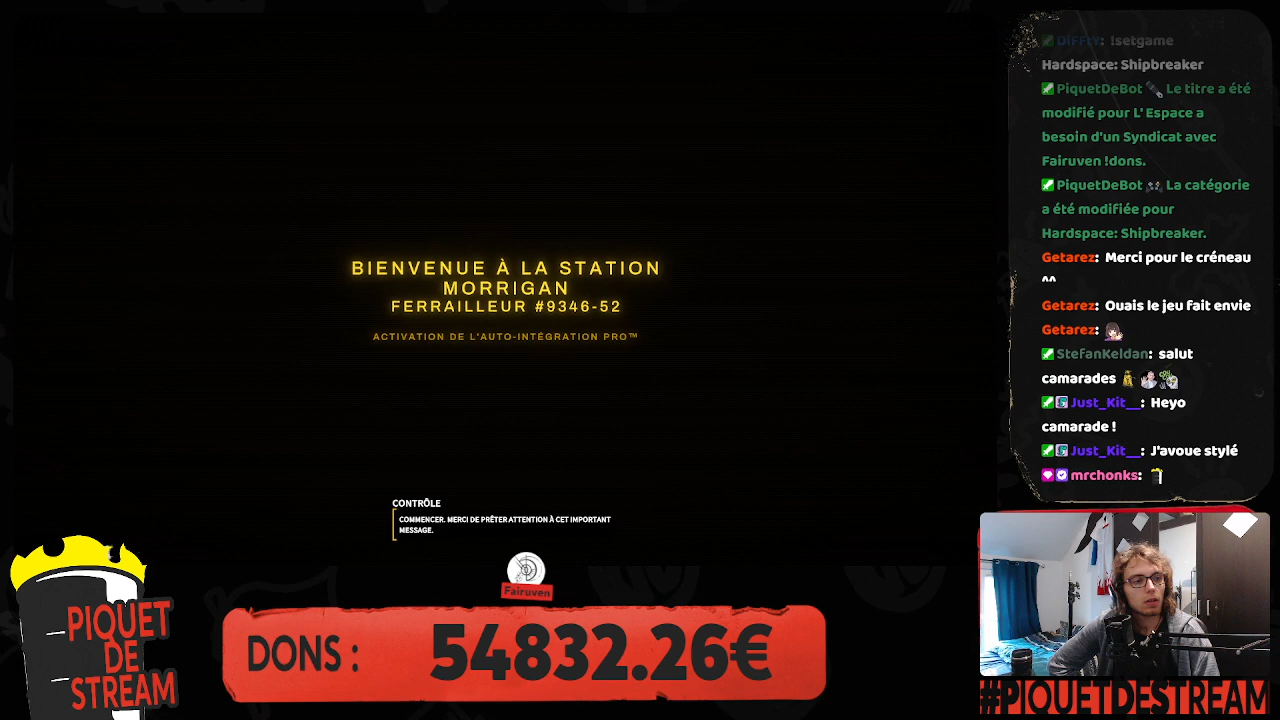 BIENVENUE À LA STATION
MORRIGAN
FERRAILLEUR #9346-52
ACTIVATION DE L'AUTO-INTÉGRATION PRO™
CONTRÔLE
COMMENCER. MERCI DE PRÊTER ATTENTION À CET IMPORTANT
MESSAGE.
Fairuven
DONS :
54832.26€
PIQUET
DE
STREAM
DiFFtY: !setgame
Hardspace: Shipbreaker
PiquetDeBot Le titre a été
modifié pour L' Espace a
besoin d'un Syndicat avec
Fairuven !dons.
PiquetDeBot La catégorie
a été modifiée pour
Hardspace: Shipbreaker.
Getarez: Merci pour le créneau
^^
Getarez: Ouais le jeu fait envie
Getarez:
StefanKeldan: salut
camarades
Just_Kit__: Heyo
camarade !
Just_Kit__: J'avoue stylé
mrchonks:
#PIQUETDESTREAM